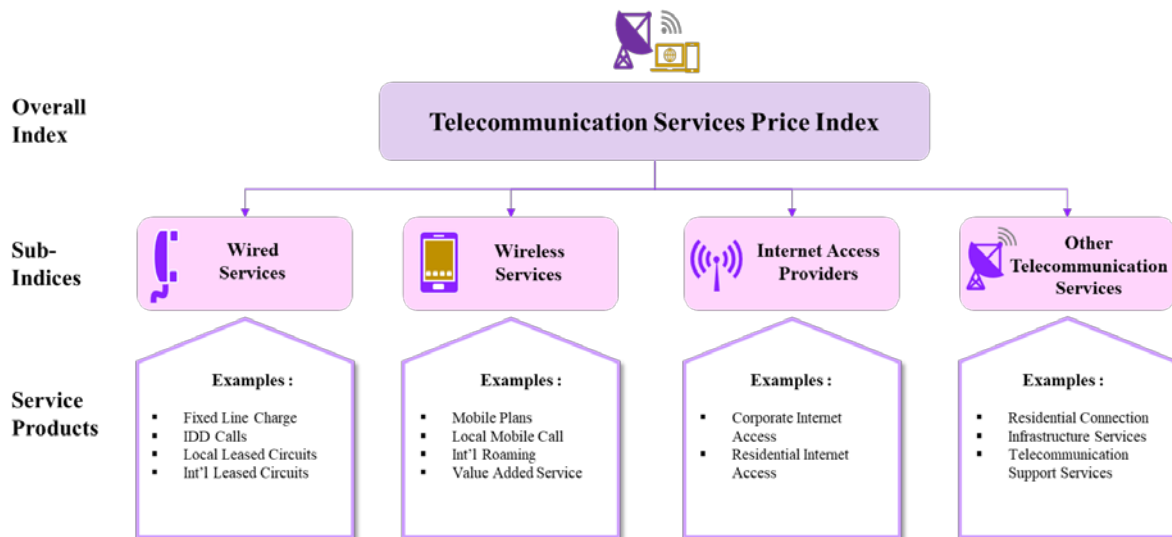 Overall
Index
Telecommunication Services Price Index
Sub-
Indices
Wired
Services
Wireless
Services
Internet Access
Providers
Other
Telecommunication
Services
Service
Products
Examples :
▪ Fixed Line Charge
▪ IDD Calls
▪ Local Leased Circuits
▪ Int'l Leased Circuits
Examples :
▪ Mobile Plans
▪ Local Mobile Call
▪ Int'l Roaming
▪ Value Added Service
Examples :
▪ Corporate Internet
Access
▪ Residential Internet
Access
Examples :
▪ Residential Connection
▪ Infrastructure Services
▪ Telecommunication
Support Services